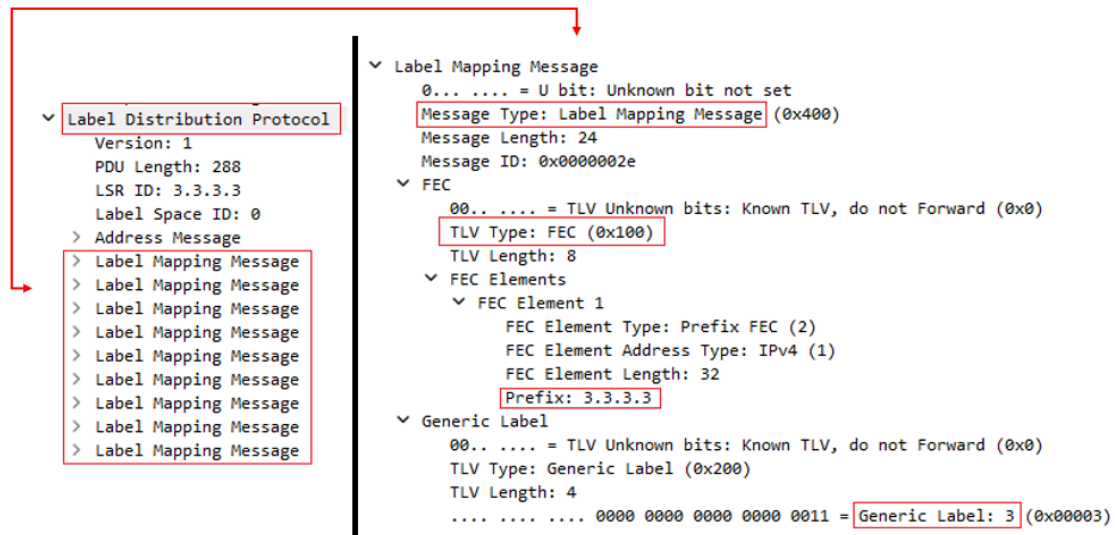 Label Distribution Protocol
Version: 1
PDU Length: 288
LSR ID: 3.3.3.3
Label Space ID: 0
> Address Message
> Label Mapping Message
> Label Mapping Message
> Label Mapping Message
> Label Mapping Message
> Label Mapping Message
> Label Mapping Message
> Label Mapping Message
> Label Mapping Message
> Label Mapping Message
Label Mapping Message
0... .... = U bit: Unknown bit not set
Message Type: Label Mapping Message (0x400)
Message Length: 24
Message ID: 0x0000002e
FEC
00.. .... = TLV Unknown bits: Known TLV, do not Forward (0x0)
TLV Type: FEC (0x100)
TLV Length: 8
FEC Elements
FEC Element 1
FEC Element Type: Prefix FEC (2)
FEC Element Address Type: IPv4 (1)
FEC Element Length: 32
Prefix: 3.3.3.3
Generic Label
00.. .... = TLV Unknown bits: Known TLV, do not Forward (0x0)
TLV Type: Generic Label (0x200)
TLV Length: 4
.... .... .... 0000 0000 0000 0000 0011 = Generic Label: 3 (0x00003)